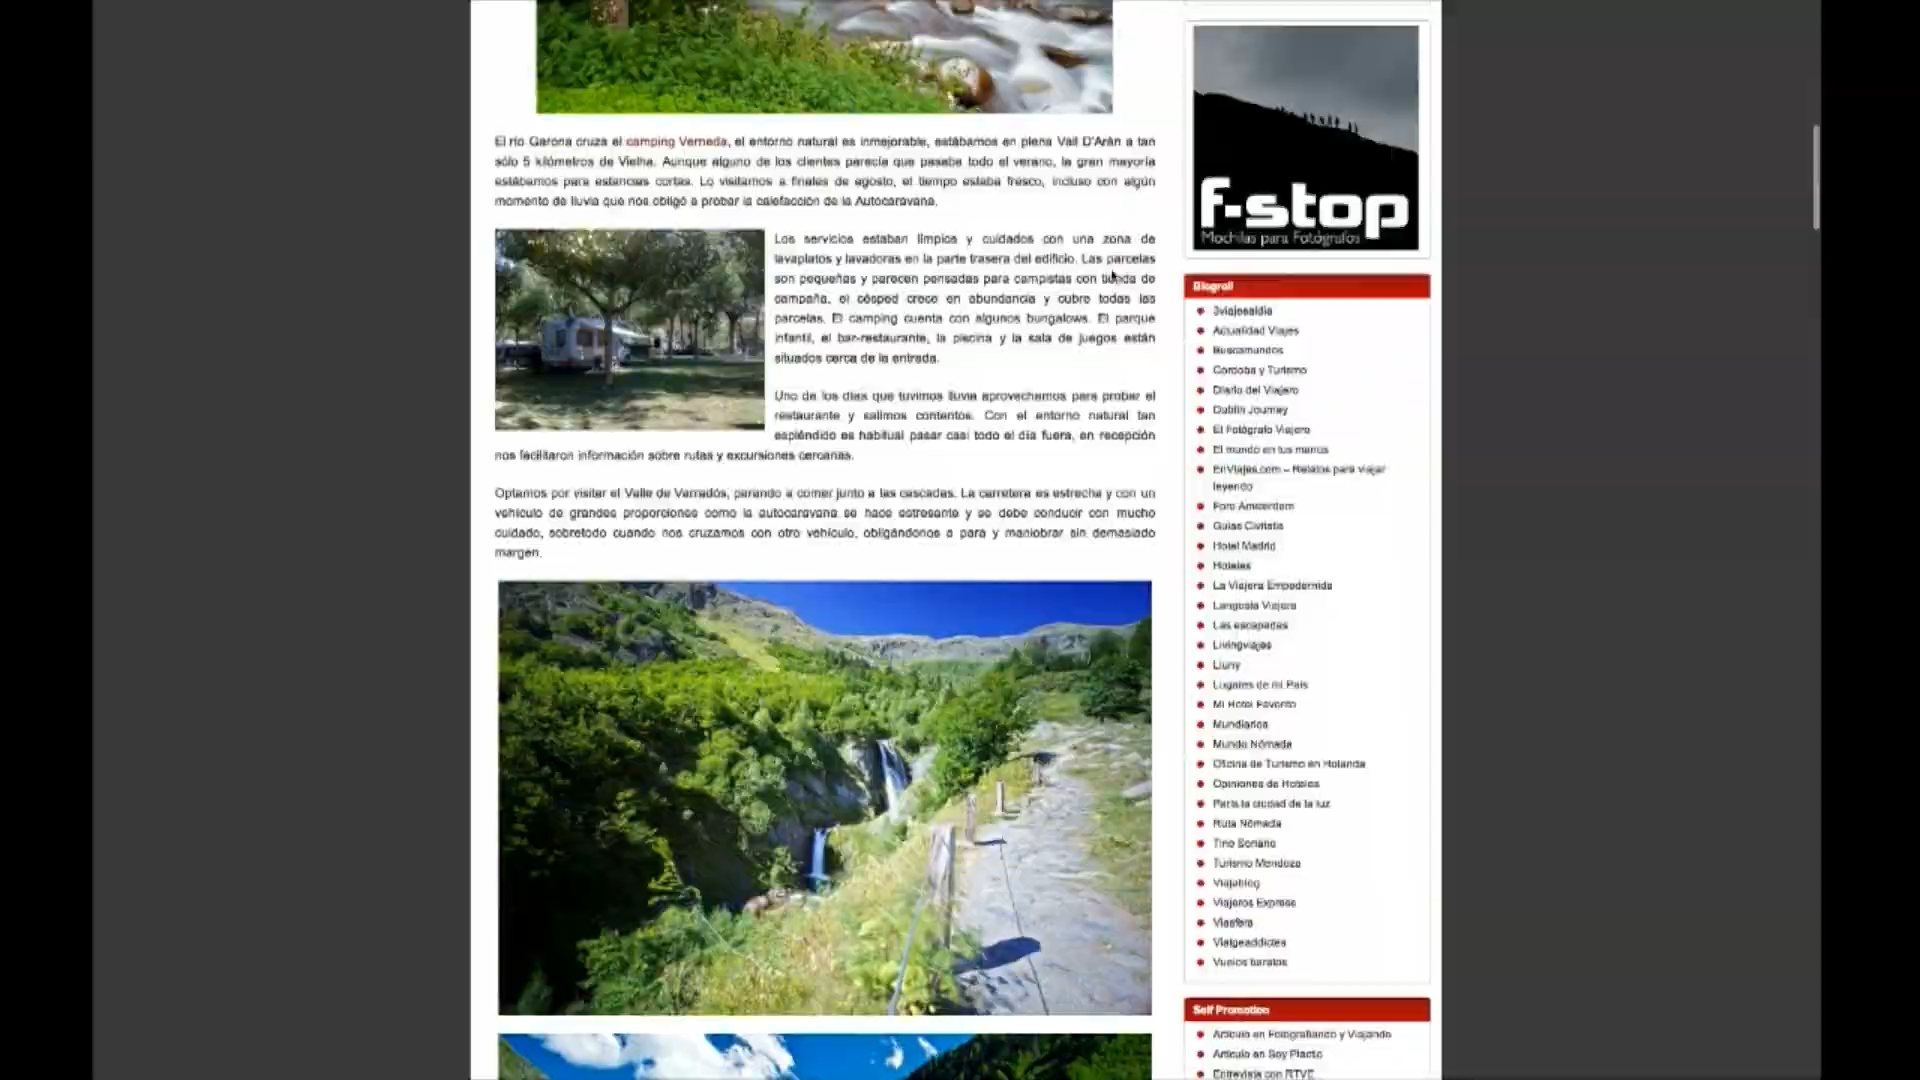 El río Garona cruza el camping Verneda, el entorno natural es inmejorable, estábamos en plena Vall D'Aràn a tan
sólo 5 kilómetros de Vielha. Aunque alguno de los clientes parecía que pasaba todo el verano, la gran mayoría
estábamos para estancias cortas. Lo visitamos a finales de agosto, el tiempo estaba fresco, incluso con algún
momento de lluvia que nos obligó a probar la calefacción de la Autocaravana.
Los servicios estaban limpios y cuidados con una zona de
lavaplatos y lavadoras en la parte trasera del edificio. Las parcelas
son pequeñas y parecen pensadas para campistas con tienda de
campaña, el césped crece en abundancia y cubre todas las
parcelas. El camping cuenta con algunos bungalows. El parque
infantil, el bar-restaurante, la piscina y la sala de juegos están
situados cerca de la entrada.
Uno de los días que tuvimos lluvia aprovechamos para probar el
restaurante y salimos contentos. Con el entorno natural tan
espléndido es habitual pasar casi todo el día fuera, en recepción
nos facilitaron información sobre rutas y excursiones cercanas.
Optamos por visitar el Valle de Varradós, parando a comer junto a las cascadas. La carretera es estrecha y con un
vehículo de grandes proporciones como la autocaravana se hace estresante y se debe conducir con mucho
cuidado, sobretodo cuando nos cruzamos con otro vehículo, obligándonos a para y maniobrar sin demasiado
margen.
f-stop
Mochilas para Fotógrafos
Blogroll
3viajesaldia
Actualidad Viajes
Buscamundos
Cordoba y Turismo
Diario del Viajero
Dublin Journey
El Fotógrafo Viajero
El mundo en tus manos
EnViajes.com – Relatos para viajar
leyendo
Foro Amsterdam
Guias Civitatis
Hotel Madrid
Hoteles
La Viajera Empedernida
Langosta Viajera
Las escapadas
Livingviajes
Lluny
Lugares de mi País
Mi Hotel Favorito
Mundiarios
Mundo Nómada
Oficina de Turismo en Holanda
Opiniones de Hoteles
París la ciudad de la luz
Ruta Nómada
Tino Soriano
Turismo Mendoza
Viajablog
Viajeros Express
Viasfera
Viatgeaddictes
Vuelos baratos
Self Promotion
Artículo en Fotografiando y Viajando
Artículo en Soy Piacto
Entrevista con RTVE